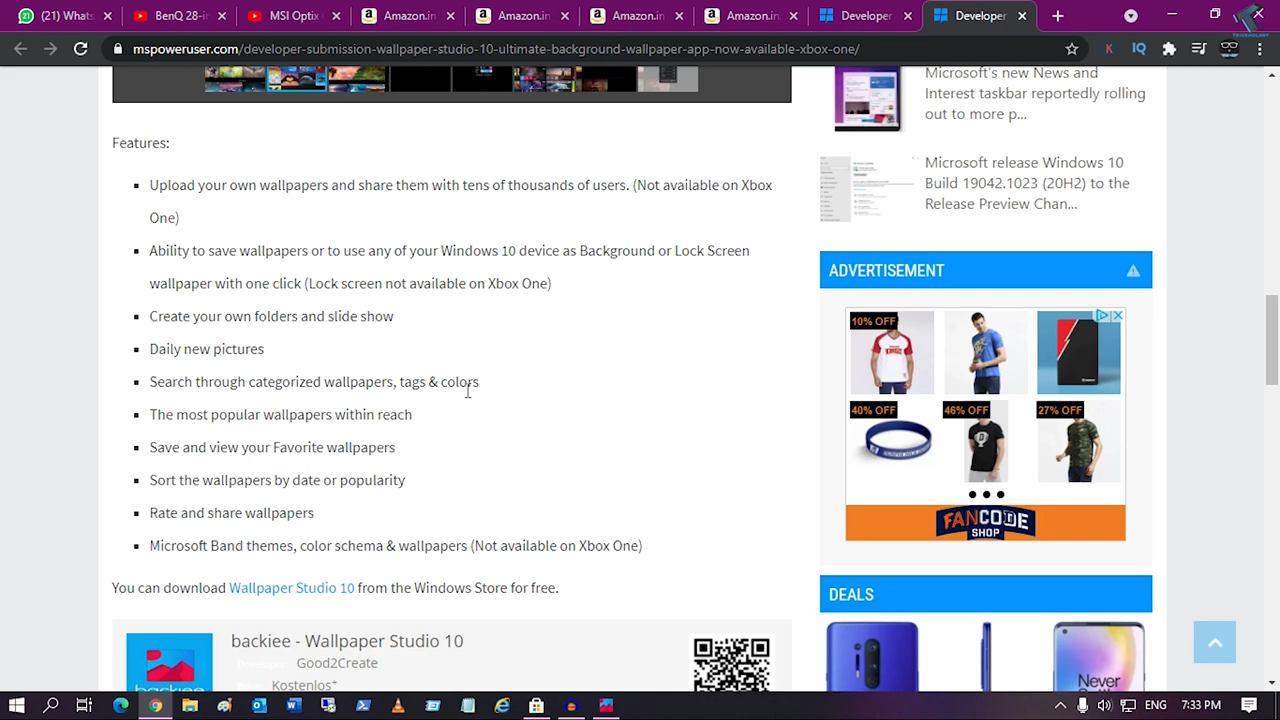 (21) Whats
BenQ 28-in
MSI Optix
Amazon.in
Amazon.in
Amazon.in
Amazon.in
Developer
Developer
TRICKNOLOGY
mspoweruser.com/developer-submission-wallpaper-studio-10-ultimate-background-wallpaper-app-now-available-xbox-one/
K IQ
Features:
your own wallpapers and share them with tens of thousands of users. (Not available on Xbox
One)
Ability to save wallpapers or to use any of your Windows 10 device as Background or Lock Screen
wallpaper with one click (Lock screen not available on Xbox One)
Create your own folders and slide show
Daily new pictures
Search through categorized wallpapers, tags & colors
The most popular wallpapers within reach
Save and view your Favorite wallpapers
Sort the wallpapers by date or popularity
Rate and share wallpapers
Microsoft Band themes, color schema & wallpapers (Not available on Xbox One)
You can download Wallpaper Studio 10 from the Windows Store for free.
backiee - Wallpaper Studio 10
Developer: Good2Create
Kostenlos+
backiee
Microsoft's new News and
Interest taskbar reportedly rolling
out to more p...
Microsoft release Windows 10
Build 19042.1023 (20H2) to the
Release Preview Chan...
ADVERTISEMENT
10% OFF
40% OFF
46% OFF
27% OFF
FANCODE
SHOP
DEALS
Never
ENG
7:33 PM